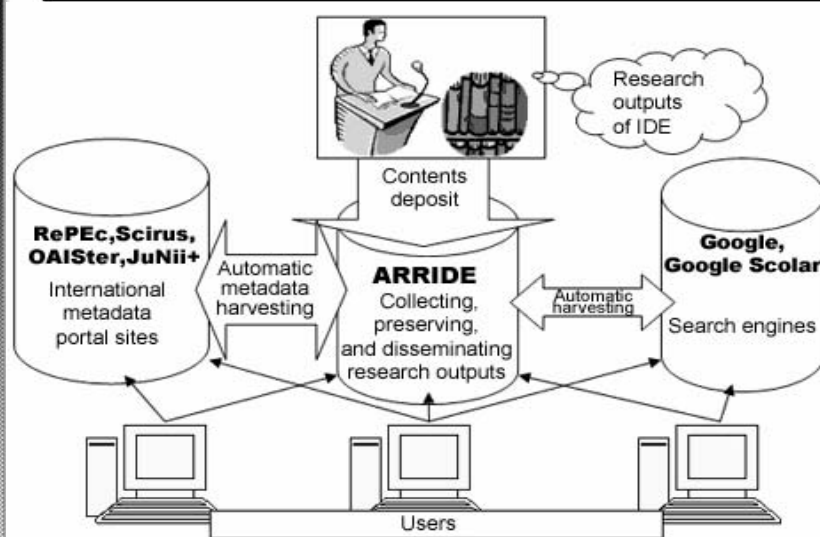 Research
outputs
of IDE
Contents
deposit
RePEc,Scirus,
OAISter,JuNii+
International
metadata
portal sites
Automatic
metadata
harvesting
ARRIDE
Collecting,
preserving,
and disseminating
research outputs
Automatic
harvesting
Google,
Google Scolar
Search engines
Users